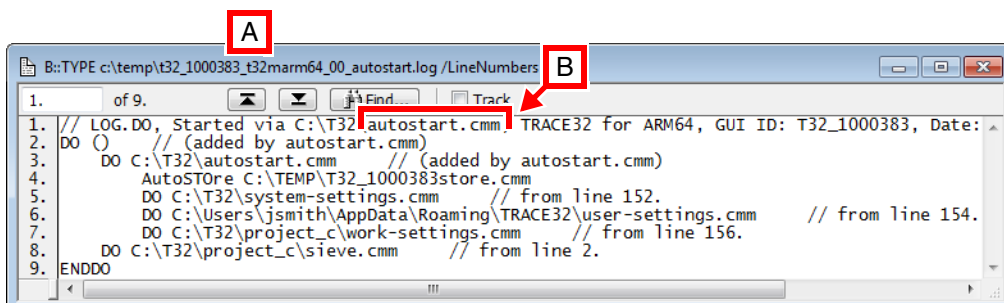 A
B::TYPE c:\temp\t32_1000383_t32marm64_00_autostart.log /LineNumbers
B
1. of 9. Find... Track
1. // LOG.DO, Started via C:\T32\autostart.cmm, TRACE32 for ARM64, GUI ID: T32_1000383, Date:
2. DO () // (added by autostart.cmm)
3. DO C:\T32\autostart.cmm // (added by autostart.cmm)
4. AutoSTOre C:\TEMP\T32_1000383store.cmm
5. DO C:\T32\system-settings.cmm // from line 152.
6. DO C:\Users\jsmith\AppData\Roaming\TRACE32\user-settings.cmm // from line 154.
7. DO C:\T32\project_c\work-settings.cmm // from line 156.
8. DO C:\T32\project_c\sieve.cmm // from line 2.
9. ENDDO